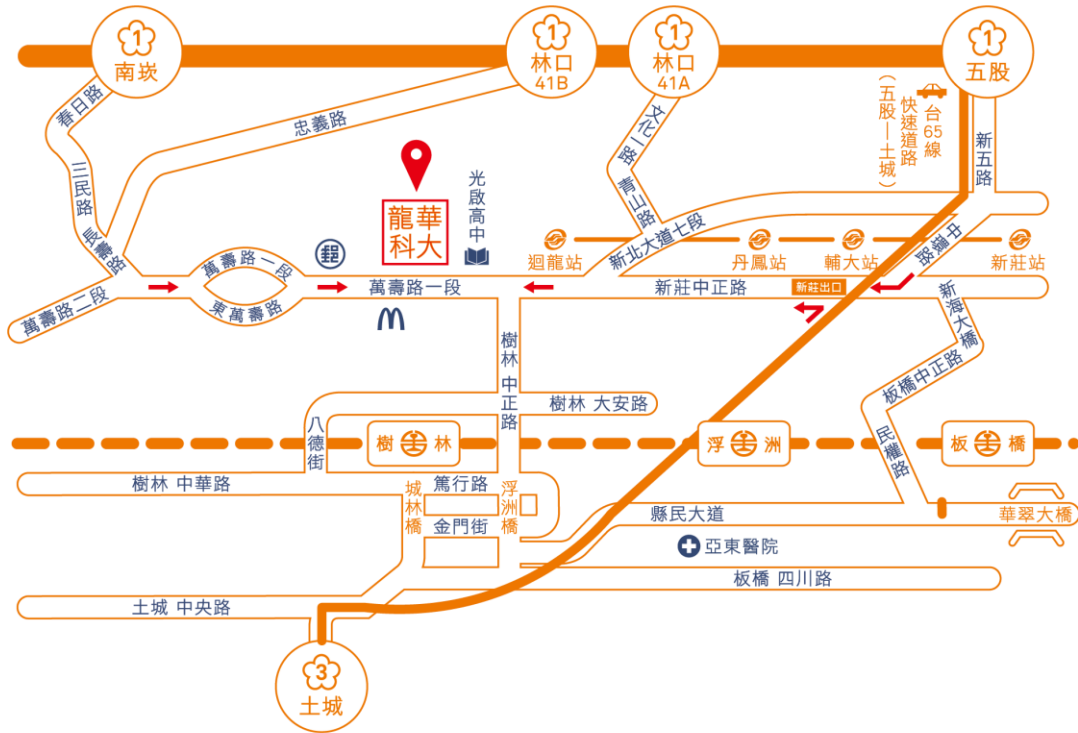 1
南崁
1
林口
41B
1
林口
41A
1
五股
春日路
忠義路
文化一路
台65線
快速道路
（五股—土城）
新五路
三民路
青山路
光啟高中
龍華
科大
長壽路
新北大道七段
中環路
迴龍站
丹鳳站
輔大站
新莊站
郵
萬壽路一段
東萬壽路
萬壽路一段
新莊中正路
新莊出口
萬壽路二段
新海大橋
樹林 中正路
板橋中正路
樹林 大安路
八德街
樹林
浮洲
板橋
民權路
樹林 中華路
城林橋
篤行路
浮洲橋
金門街
縣民大道
華翠大橋
亞東醫院
板橋 四川路
土城 中央路
3
土城